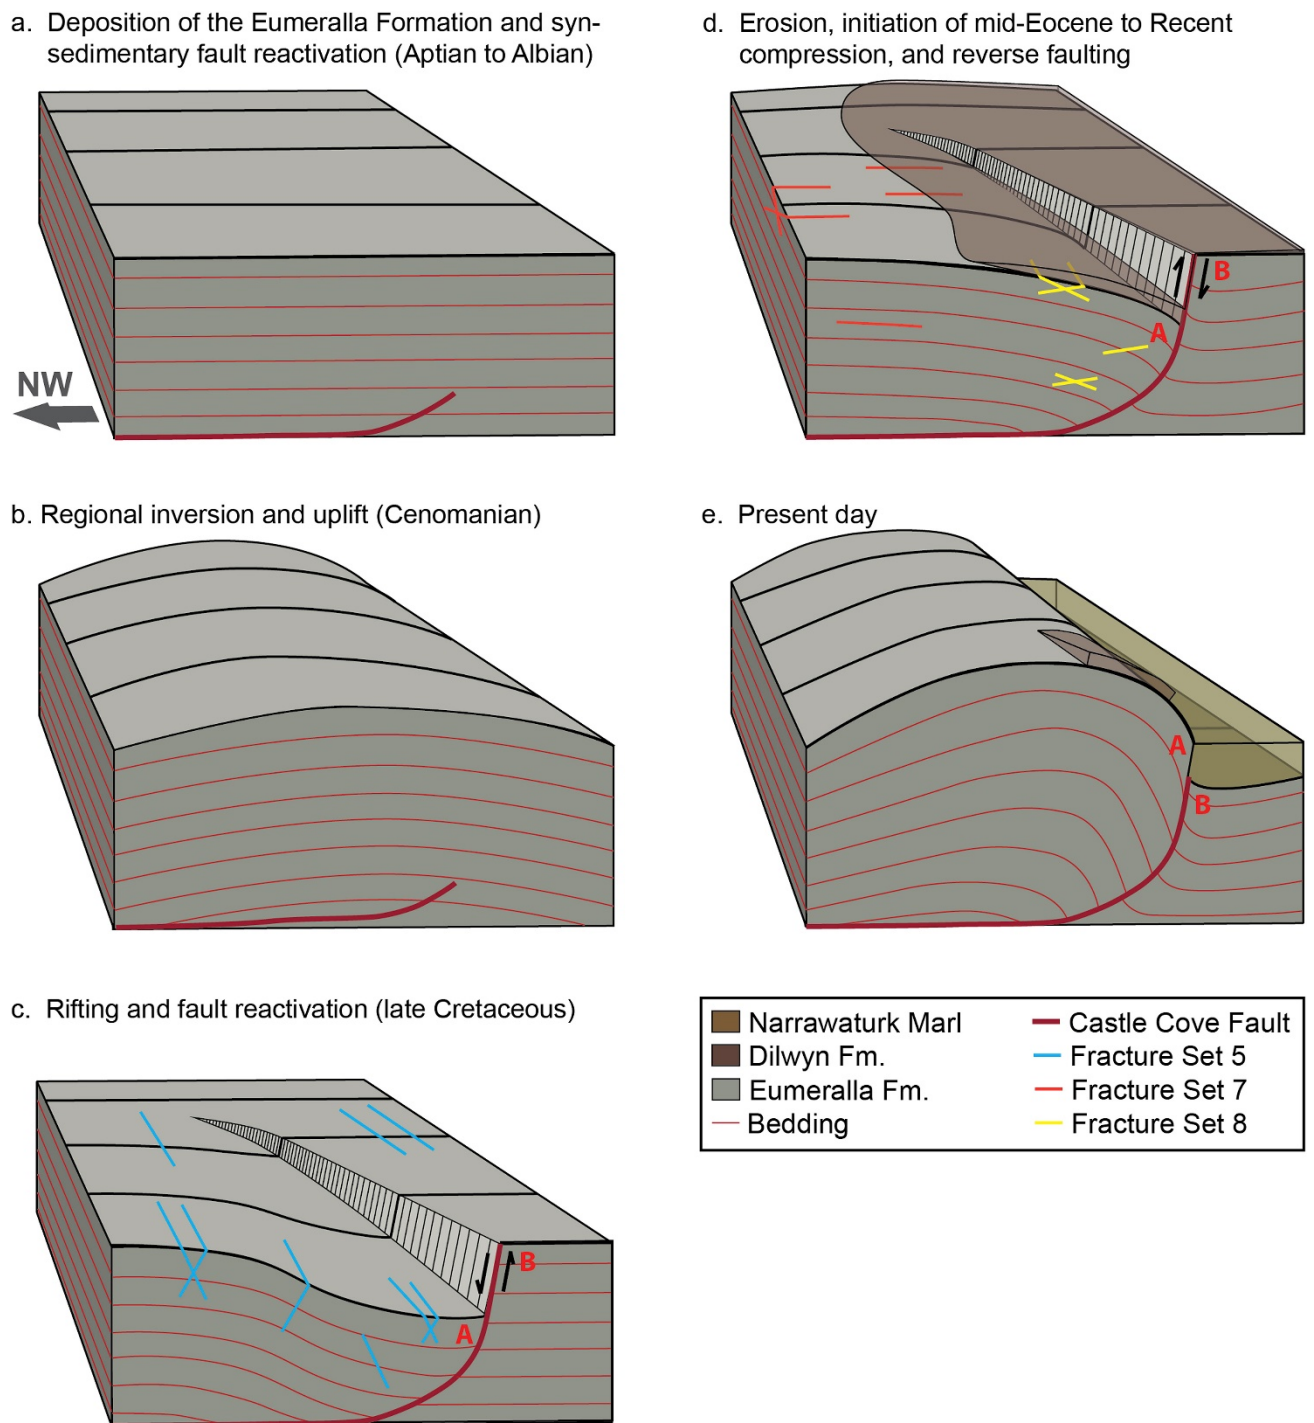 a. Deposition of the Eumeralla Formation and syn-
sedimentary fault reactivation (Aptian to Albian)
NW
b. Regional inversion and uplift (Cenomanian)
c. Rifting and fault reactivation (late Cretaceous)
B
A
d. Erosion, initiation of mid-Eocene to Recent
compression, and reverse faulting
B
A
e. Present day
A
B
Narrawaturk Marl
Dilwyn Fm.
Eumeralla Fm.
Bedding
Castle Cove Fault
Fracture Set 5
Fracture Set 7
Fracture Set 8